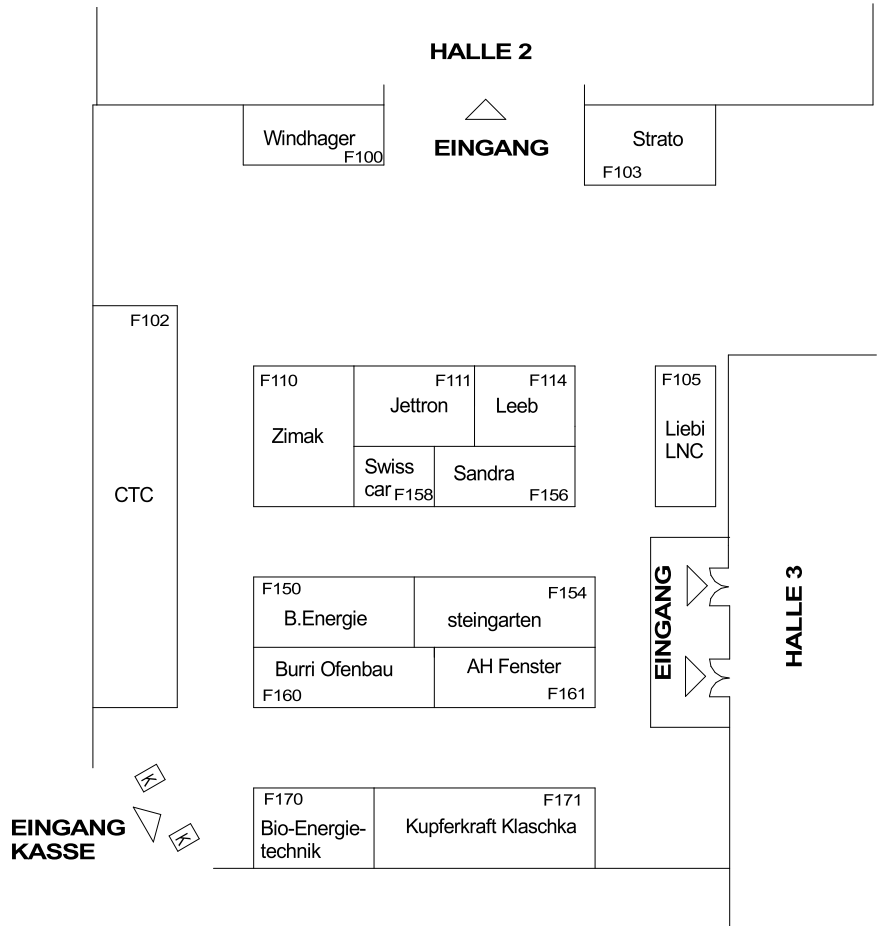 HALLE 2
EINGANG
Windhager
F100
Strato
F103
F102
CTC
F110
Zimak
F111
Jettron
F114
Leeb
F105
Liebi
LNC
Swiss
car F158
Sandra
F156
F150
B.Energie
F154
steingarten
EINGANG
HALLE 3
Burri Ofenbau
F160
AH Fenster
F161
K
K
EINGANG
KASSE
F170
Bio-Energie-
technik
F171
Kupferkraft Klaschka